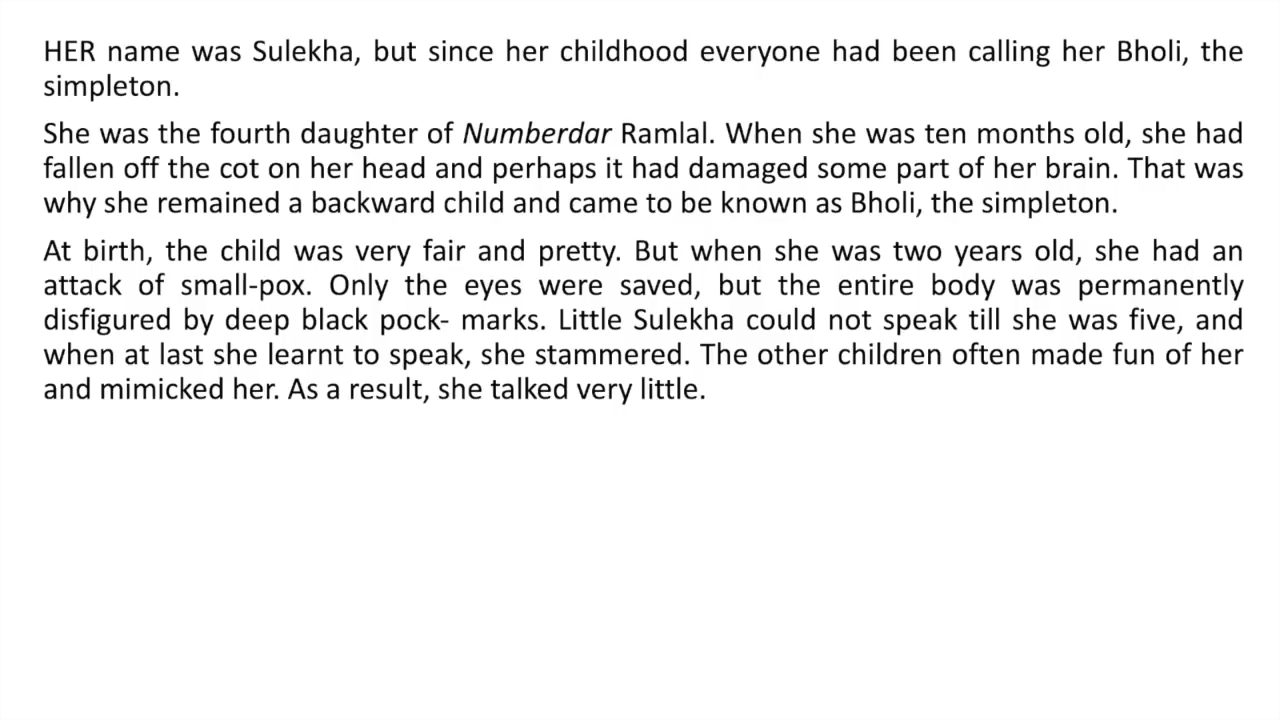 HER name was Sulekha, but since her childhood everyone had been calling her Bholi, the
simpleton.
She was the fourth daughter of Numberdar Ramlal. When she was ten months old, she had
fallen off the cot on her head and perhaps it had damaged some part of her brain. That was
why she remained a backward child and came to be known as Bholi, the simpleton.
At birth, the child was very fair and pretty. But when she was two years old, she had an
attack of small-pox. Only the eyes were saved, but the entire body was permanently
disfigured by deep black pock- marks. Little Sulekha could not speak till she was five, and
when at last she learnt to speak, she stammered. The other children often made fun of her
and mimicked her. As a result, she talked very little.